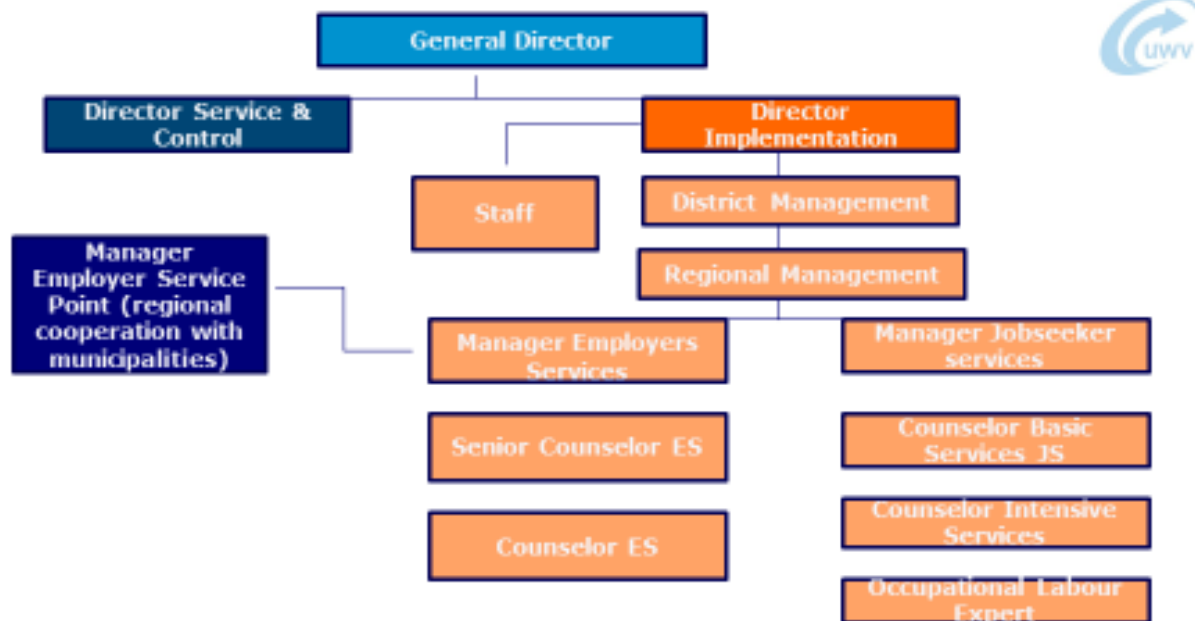 General Director
uwv
Director Service &
Control
Director
Implementation
Staff
District Management
Manager
Employer Service
Point (regional
cooperation with
municipalities)
Regional Management
Manager Employers
Services
Manager Jobseeker
services
Senior Counselor ES
Counselor Basic
Services JS
Counselor ES
Counselor Intensive
Services
Occupational Labour
Expert